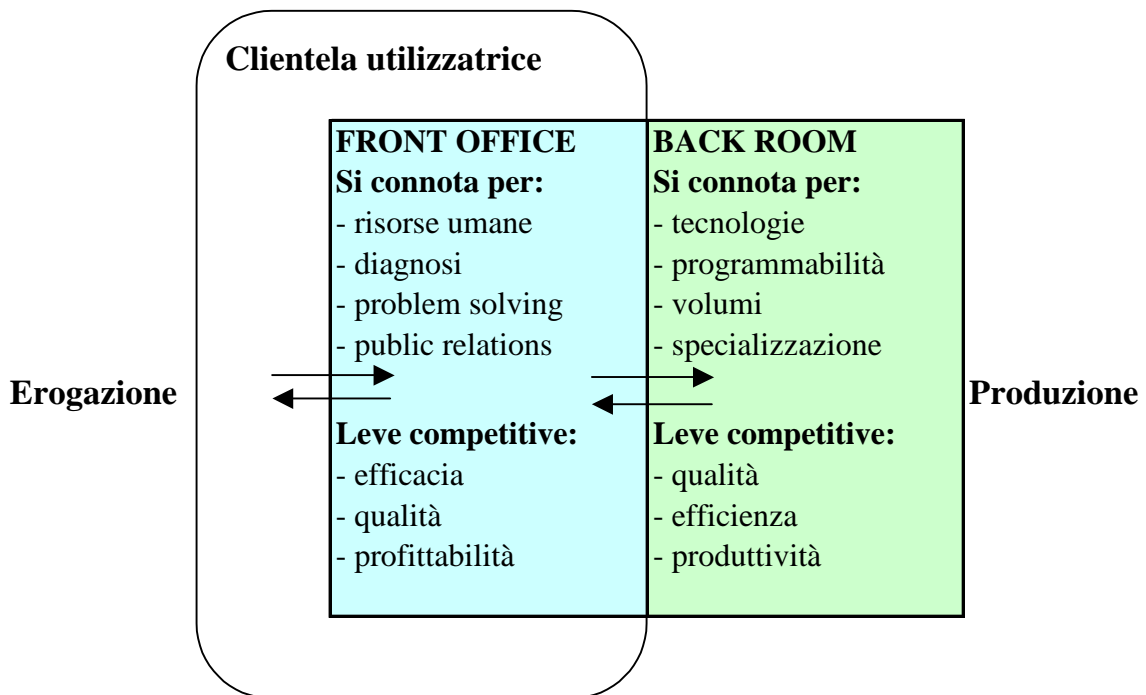 Clientela utilizzatrice
FRONT OFFICE
Si connota per:
- risorse umane
- diagnosi
- problem solving
- public relations
Leve competitive:
- efficacia
- qualità
- profittabilità
BACK ROOM
Si connota per:
- tecnologie
- programmabilità
- volumi
- specializzazione
Leve competitive:
- qualità
- efficienza
- produttività
Erogazione
Produzione